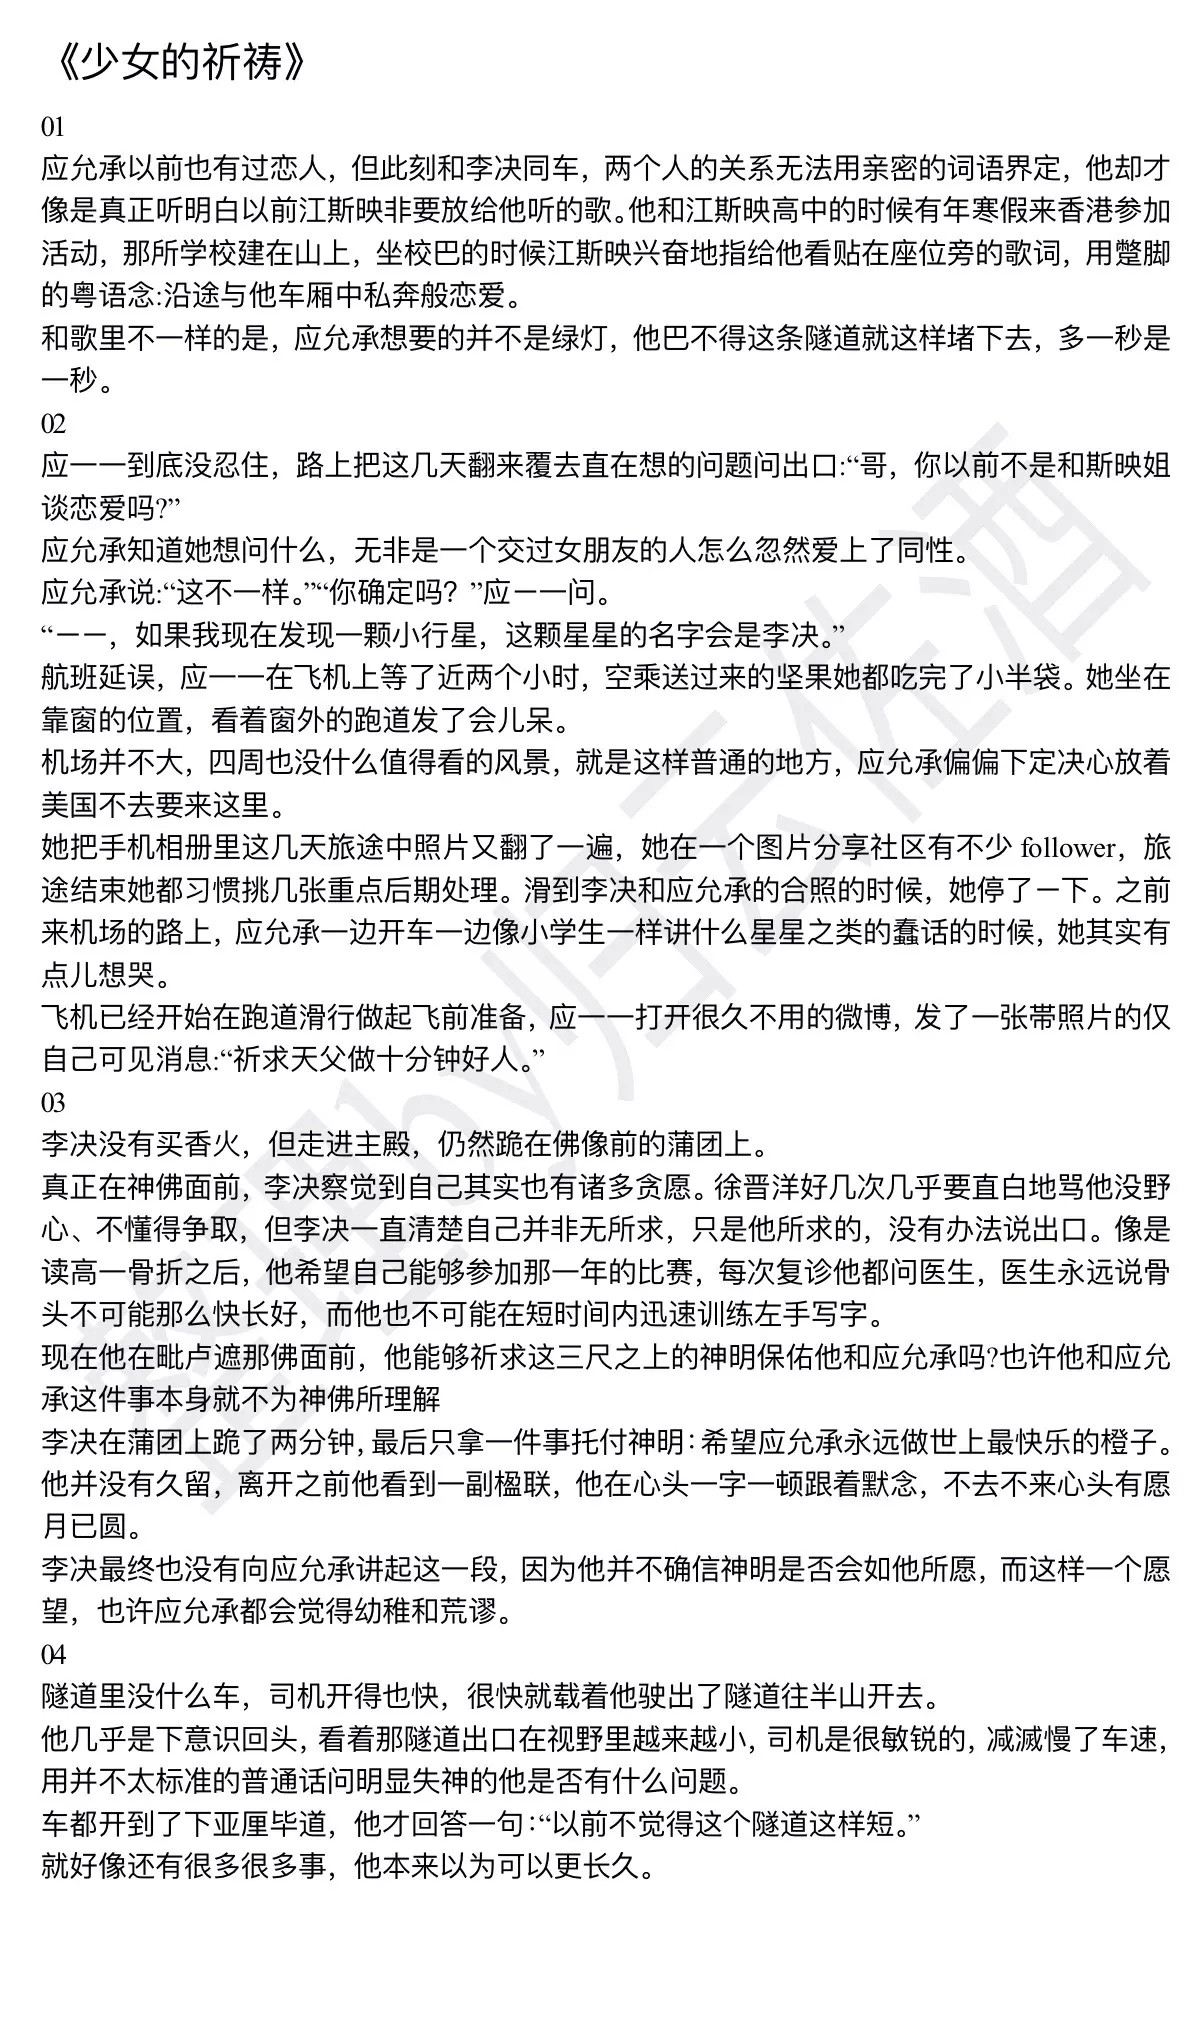 《少女的祈祷》
01
应允承以前也有过恋人，但此刻和李决同车，两个人的关系无法用亲密的词语界定，他却才
像是真正听明白以前江斯映非要放给他听的歌。他和江斯映高中的时候有年寒假来香港参加
活动，那所学校建在山上，坐校巴的时候江斯映兴奋地指给他看贴在座位旁的歌词，用蹩脚
的粤语念:沿途与他车厢中私奔般恋爱。
和歌里不一样的是，应允承想要的并不是绿灯，他巴不得这条隧道就这样堵下去，多一秒是
一秒。
02
应一一到底没忍住，路上把这几天翻来覆去直在想的问题问出口:“哥，你以前不是和斯映姐
谈恋爱吗?”
应允承知道她想问什么，无非是一个交过女朋友的人怎么忽然爱上了同性。
应允承说:“这不一样。”“你确定吗？”应一一问。
“一一，如果我现在发现一颗小行星，这颗星星的名字会是李决。”
航班延误，应一一在飞机上等了近两个小时，空乘送过来的坚果她都吃完了小半袋。她坐在
靠窗的位置，看着窗外的跑道发了会儿呆。
机场并不大，四周也没什么值得看的风景，就是这样普通的地方，应允承偏偏下定决心放着
美国不去要来这里。
她把手机相册里这几天旅途中照片又翻了一遍，她在一个图片分享社区有不少 follower，旅
途结束她都习惯挑几张重点后期处理。滑到李决和应允承的合照的时候，她停了一下。之前
来机场的路上，应允承一边开车一边像小学生一样讲什么星星之类的蠢话的时候，她其实有
点儿想哭。
飞机已经开始在跑道滑行做起飞前准备，应一一打开很久不用的微博，发了一张带照片的仅
自己可见消息:“祈求天父做十分钟好人。”
03
李决没有买香火，但走进主殿，仍然跪在佛像前的蒲团上。
真正在神佛面前，李决察觉到自己其实也有诸多贪愿。徐晋洋好几次几乎要直白地骂他没野
心、不懂得争取，但李决一直清楚自己并非无所求，只是他所求的，没有办法说出口。像是
读高一骨折之后，他希望自己能够参加那一年的比赛，每次复诊他都问医生，医生永远说骨
头不可能那么快长好，而他也不可能在短时间内迅速训练左手写字。
现在他在毗卢遮那佛面前，他能够祈求这三尺之上的神明保佑他和应允承吗?也许他和应允
承这件事本身就不为神佛所理解
李决在蒲团上跪了两分钟，最后只拿一件事托付神明：希望应允承永远做世上最快乐的橙子。
他并没有久留，离开之前他看到一副楹联，他在心头一字一顿跟着默念，不去不来心头有愿
月已圆。
李决最终也没有向应允承讲起这一段，因为他并不确信神明是否会如他所愿，而这样一个愿
望，也许应允承都会觉得幼稚和荒谬。
04
隧道里没什么车，司机开得也快，很快就载着他驶出了隧道往半山开去。
他几乎是下意识回头，看着那隧道出口在视野里越来越小，司机是很敏锐的，减滅慢了车速，
用并不太标准的普通话问明显失神的他是否有什么问题。
车都开到了下亚厘毕道，他才回答一句：“以前不觉得这个隧道这样短。”
就好像还有很多很多事，他本来以为可以更长久。
整理by归云佐酒